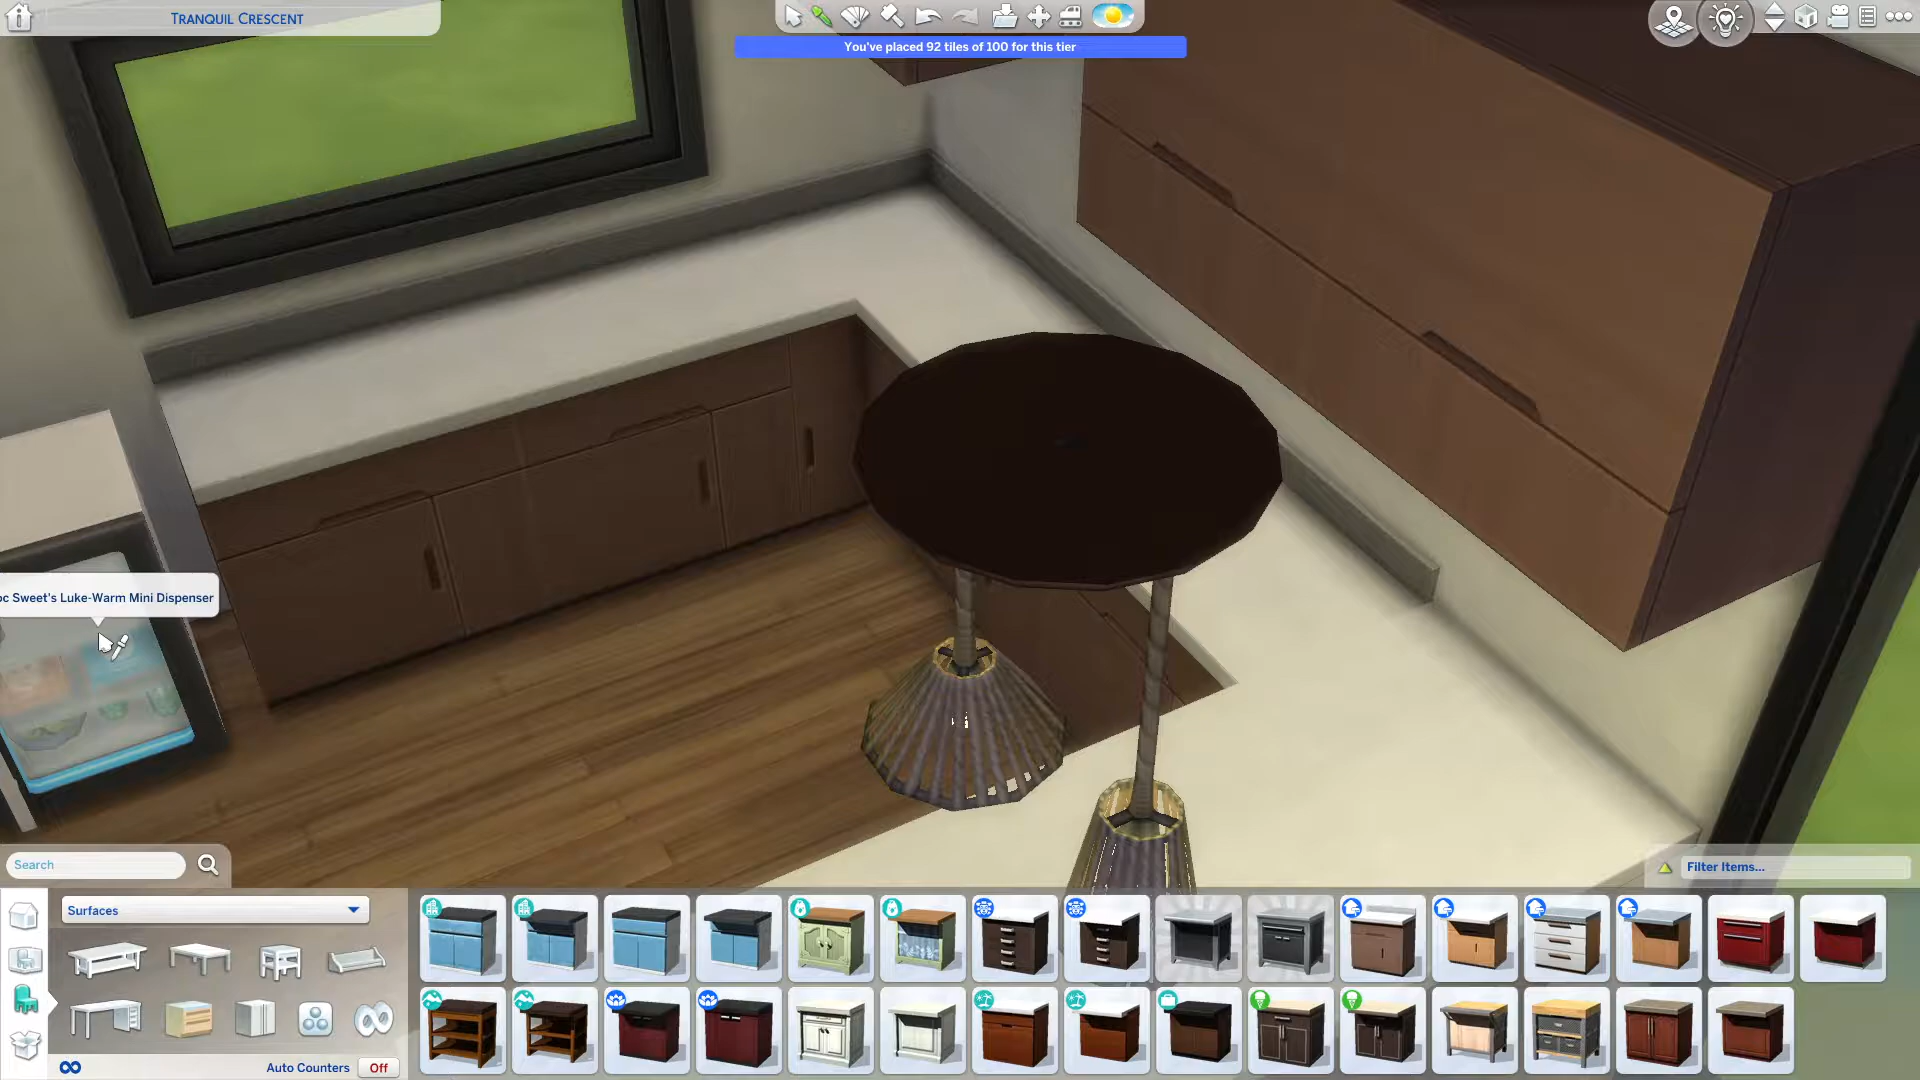 TRANQUIL CRESCENT
You've placed 92 tiles of 100 for this tier
oc Sweet's Luke-Warm Mini Dispenser
Search
Filter Items...
Surfaces
Auto Counters
Off